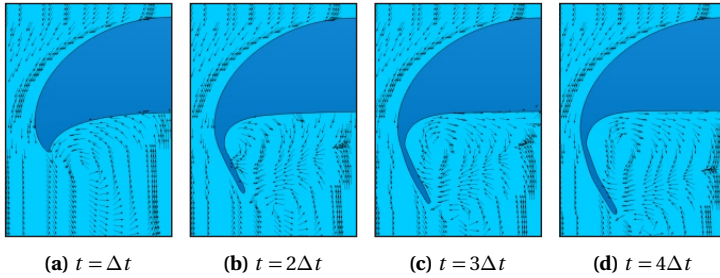 (a) t = Δt
(b) t = 2Δt
(c) t = 3Δt
(d) t = 4Δt